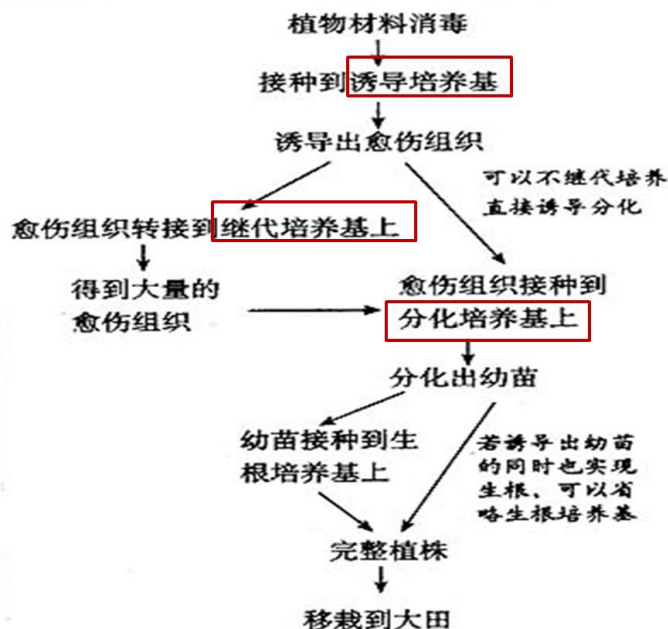 植物材料消毒
接种到诱导培养基
诱导出愈伤组织
可以不继代培养
直接诱导分化
愈伤组织转接到继代培养基上
得到大量的
愈伤组织
愈伤组织接种到
分化培养基上
分化出幼苗
幼苗接种到生
根培养基上
若诱导出幼苗
的同时也实现
生根、可以省
略生根培养基
完整植株
移栽到大田